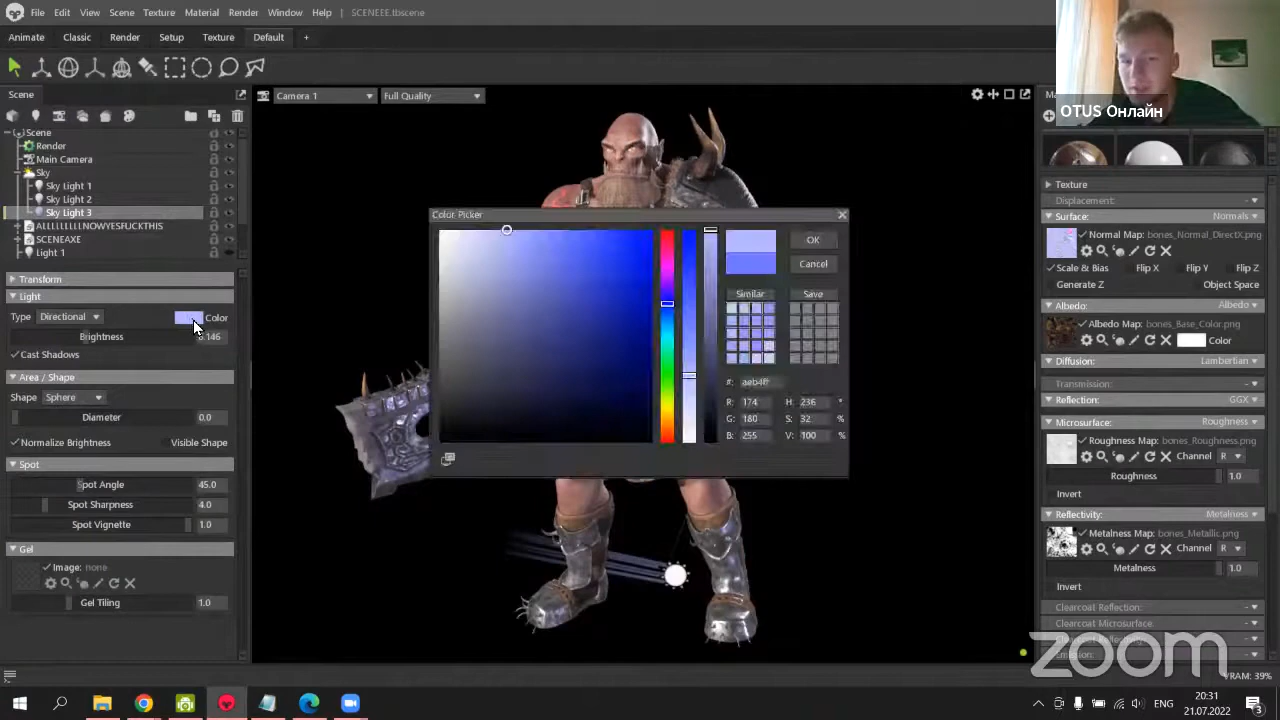 File Edit View Scene Texture Material Render Window Help SCENEEE.tbscene
Animate Classic Render Setup Texture Default +
Scene
Camera 1 Full Quality
OTUS Онлайн
Scene
Render
Main Camera
Sky
Sky Light 1
Sky Light 2
Sky Light 3
ALLLLLLLLNOWYESFUCKTHIS
SCENEAXE
Light 1
Transform
Light
Type Directional Color
Brightness
Cast Shadows
Area / Shape
Shape Sphere
Diameter 0.0
Normalize Brightness Visible Shape
Spot
Spot Angle 45.0
Spot Sharpness 4.0
Spot Vignette 1.0
Gel
Image: none
Gel Tiling 1.0
Color Picker
OK
Cancel
Similar Save
#: aeb4ff
R: 174 H: 236 °
G: 180 S: 32 %
B: 255 V: 100 %
Texture
Displacement:
Surface: Normals
Normal Map: bones_Normal_DirectX.png
Scale & Bias Flip X Flip Y Flip Z
Generate Z Object Space
Albedo: Albedo
Albedo Map: bones_Base_Color.png
Color
Diffusion: Lambertian
Transmission:
Reflection: GGX
Microsurface: Roughness
Roughness Map: bones_Roughness.png
Channel R
Roughness 1.0
Invert
Reflectivity: Metalness
Metalness Map: bones_Metallic.png
Channel R
Metalness 1.0
Invert
Clearcoat Reflection:
Clearcoat Microsurface:
Clearcoat Reflectivity:
Emission:
zoom
VRAM: 39%
ENG
20:31
21.07.2022
3